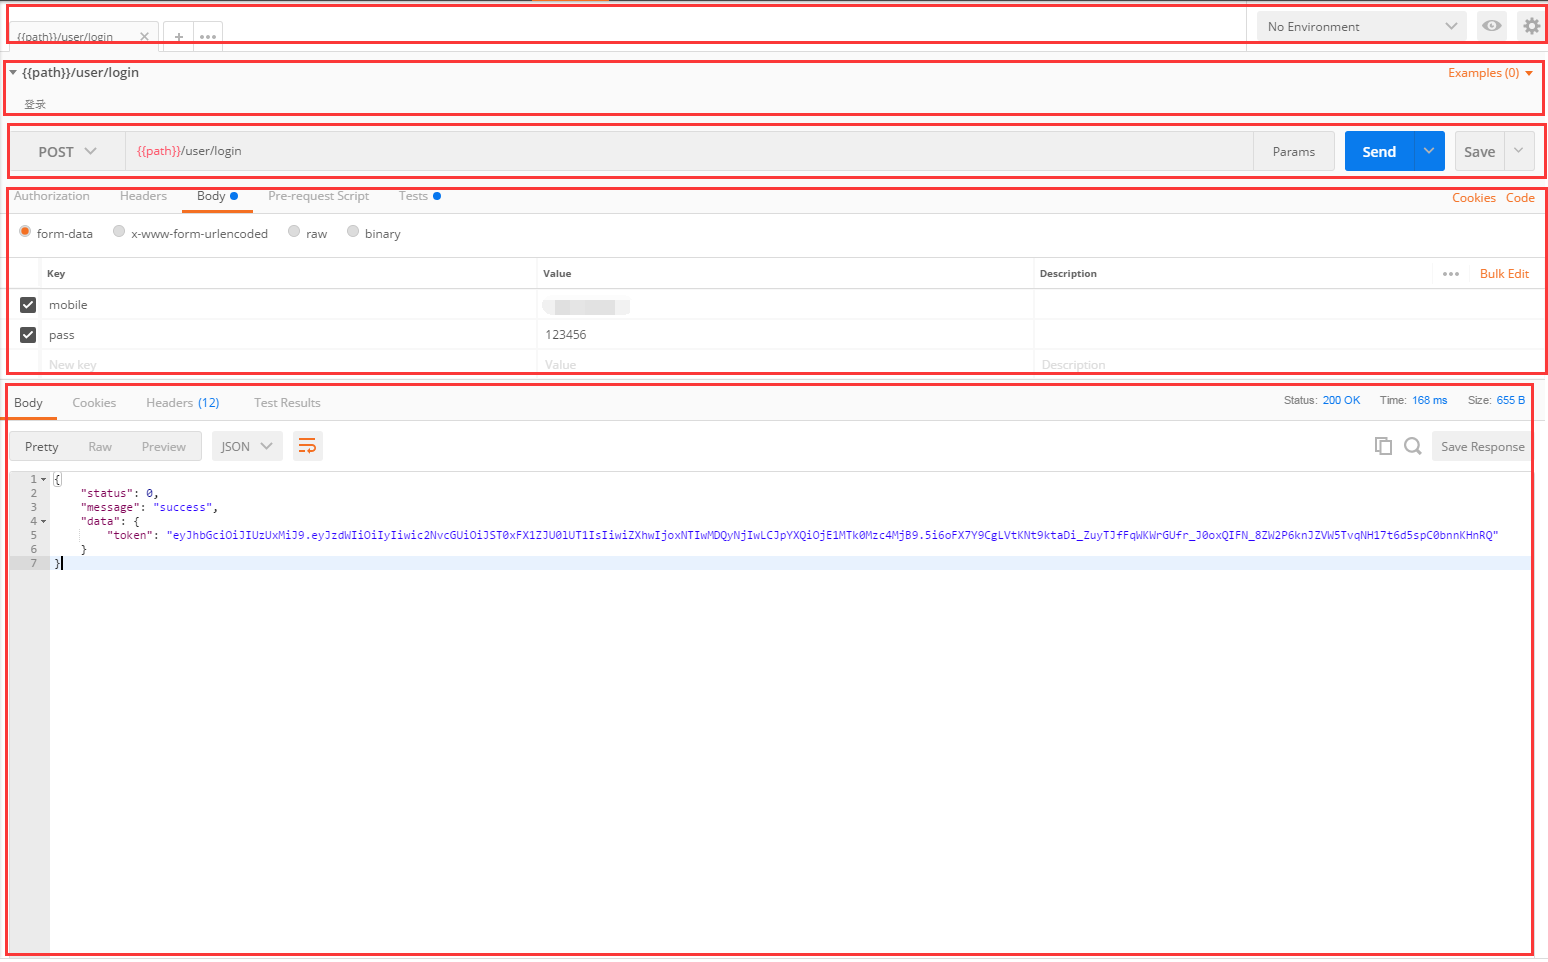 {{path}}/user/login × + •••
No Environment
{{path}}/user/login
Examples (0)
登录
POST {{path}}/user/login Params Send Save
Authorization Headers Body Pre-request Script Tests Cookies Code
form-data x-www-form-urlencoded raw binary
Key Value Description ••• Bulk Edit
mobile
pass 123456
New key Value Description
Body Cookies Headers (12) Test Results Status: 200 OK Time: 168 ms Size: 655 B
Pretty Raw Preview JSON Save Response
1 {
2 "status": 0,
3 "message": "success",
4 "data": {
5 "token": "eyJhbGciOiJIUzUxMiJ9.eyJzdWIiOiIyIiwic2NvcGUiOiJST0xFX1ZJU0lUT1IsIiwiZXhwIjoxNTIwMDQyNjIwLCJpYXQiOjE1MTk0Mzc4MjB9.5i6oFX7Y9CgLVtKNt9ktaDi_ZuyTJfFqWKWrGUfr_J0oxQIFN_8ZW2P6knJZVW5TvqNH17t6d5spC0bnnKHnRQ"
6 }
7 }